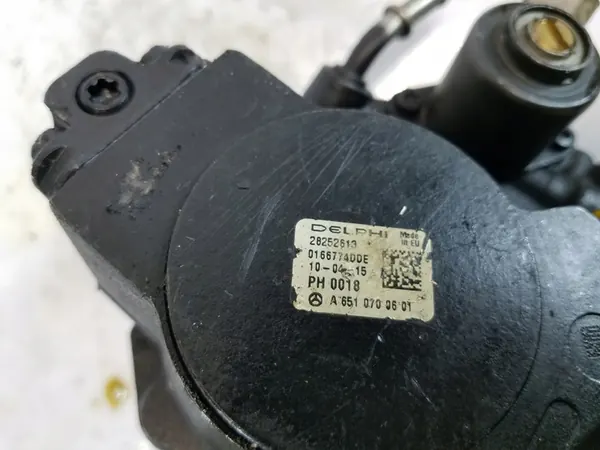 DELPHI Made in EU
28252613
0166774DDE
10-04-15
PH 0018
A 651 070 06 01